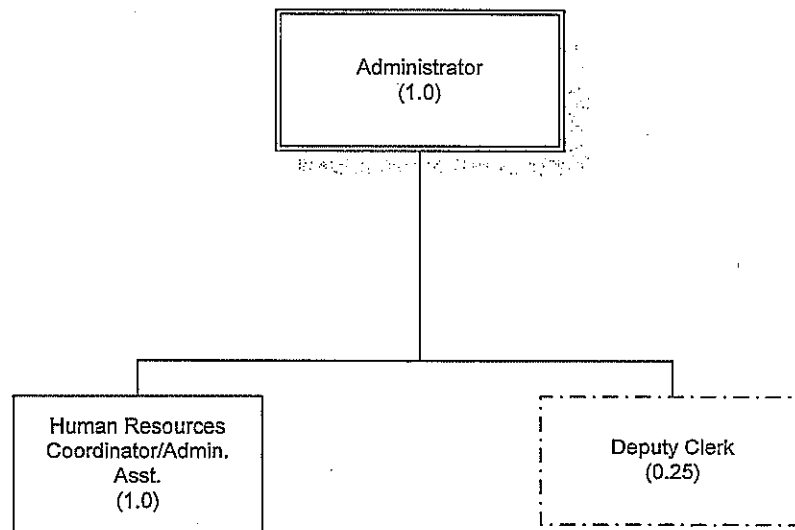 Administrator
(1.0)
Human Resources
Coordinator/Admin.
Asst.
(1.0)
Deputy Clerk
(0.25)